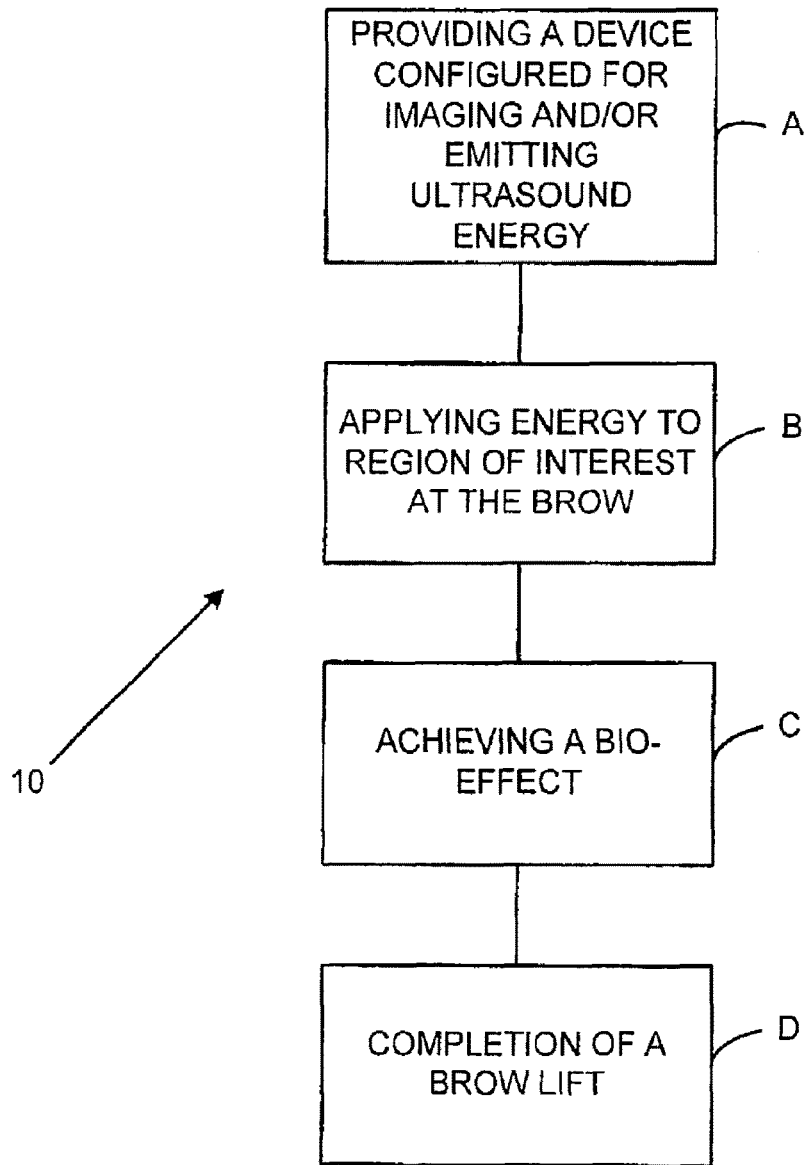 PROVIDING A DEVICE
CONFIGURED FOR
IMAGING AND/OR
EMITTING
ULTRASOUND
ENERGY
A
APPLYING ENERGY TO
REGION OF INTEREST
AT THE BROW
B
ACHIEVING A BIO-
EFFECT
C
10
COMPLETION OF A
BROW LIFT
D